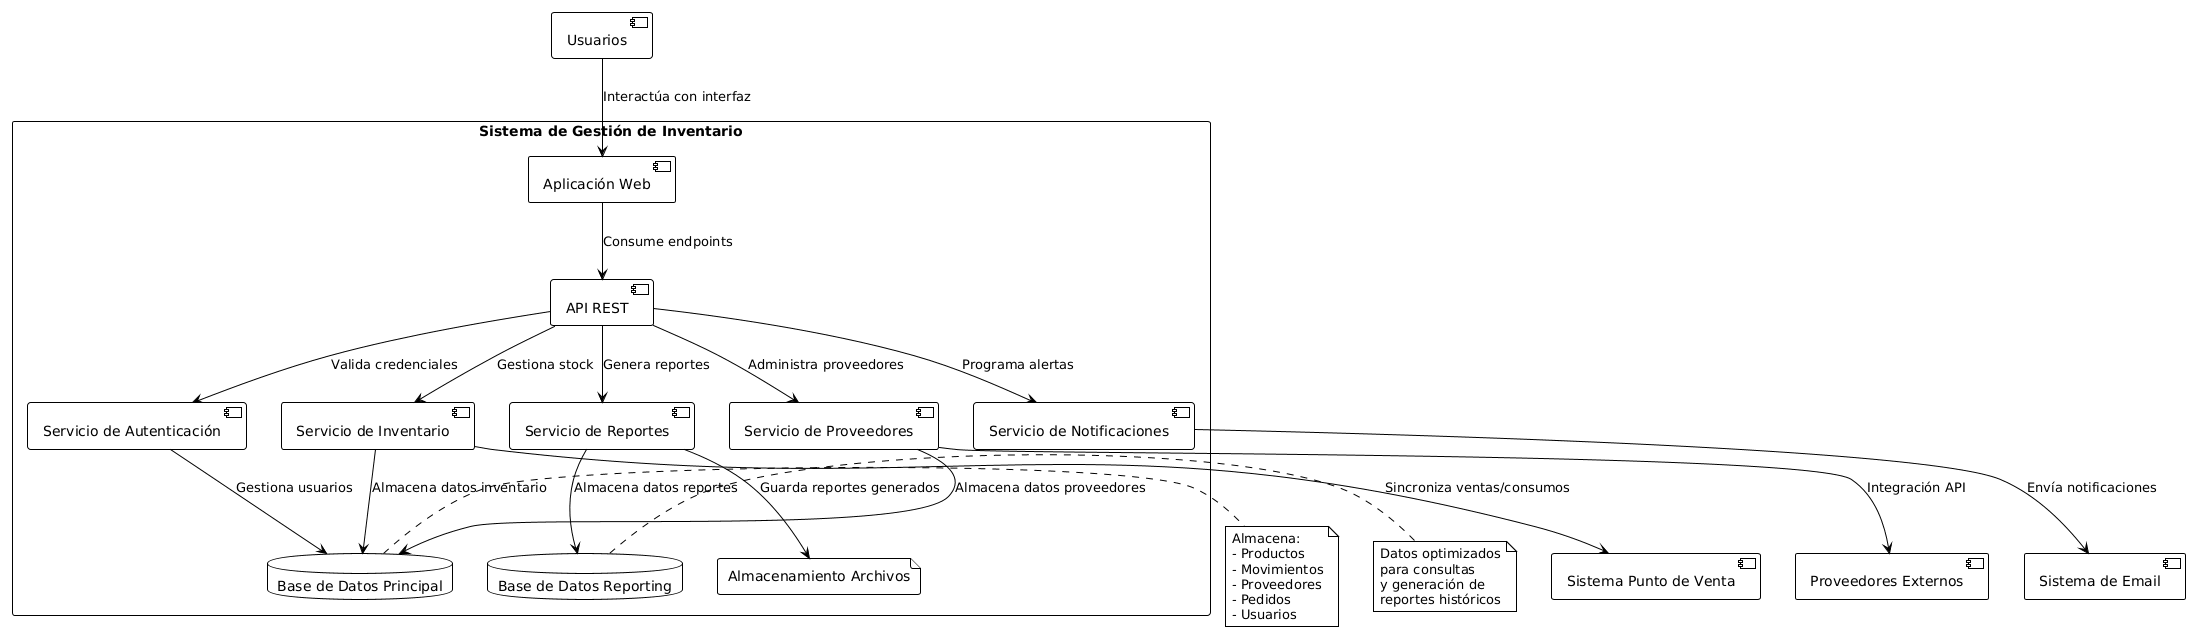 Usuarios
Interactúa con interfaz
Sistema de Gestión de Inventario
Aplicación Web
Consume endpoints
API REST
Valida credenciales
Gestiona stock
Genera reportes
Administra proveedores
Programa alertas
Servicio de Autenticación
Servicio de Inventario
Servicio de Reportes
Servicio de Proveedores
Servicio de Notificaciones
Gestiona usuarios
Almacena datos inventario
Almacena datos reportes
Guarda reportes generados
Almacena datos proveedores
Sincroniza ventas/consumos
Integración API
Envía notificaciones
Base de Datos Principal
Base de Datos Reporting
Almacenamiento Archivos
Almacena:
- Productos
- Movimientos
- Proveedores
- Pedidos
- Usuarios
Datos optimizados
para consultas
y generación de
reportes históricos
Sistema Punto de Venta
Proveedores Externos
Sistema de Email